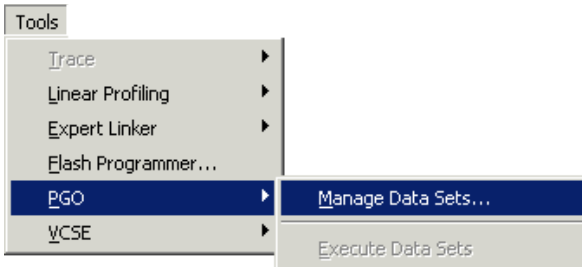 Tools
Trace
Linear Profiling
Expert Linker
Flash Programmer...
PGO
Manage Data Sets...
VCSE
Execute Data Sets